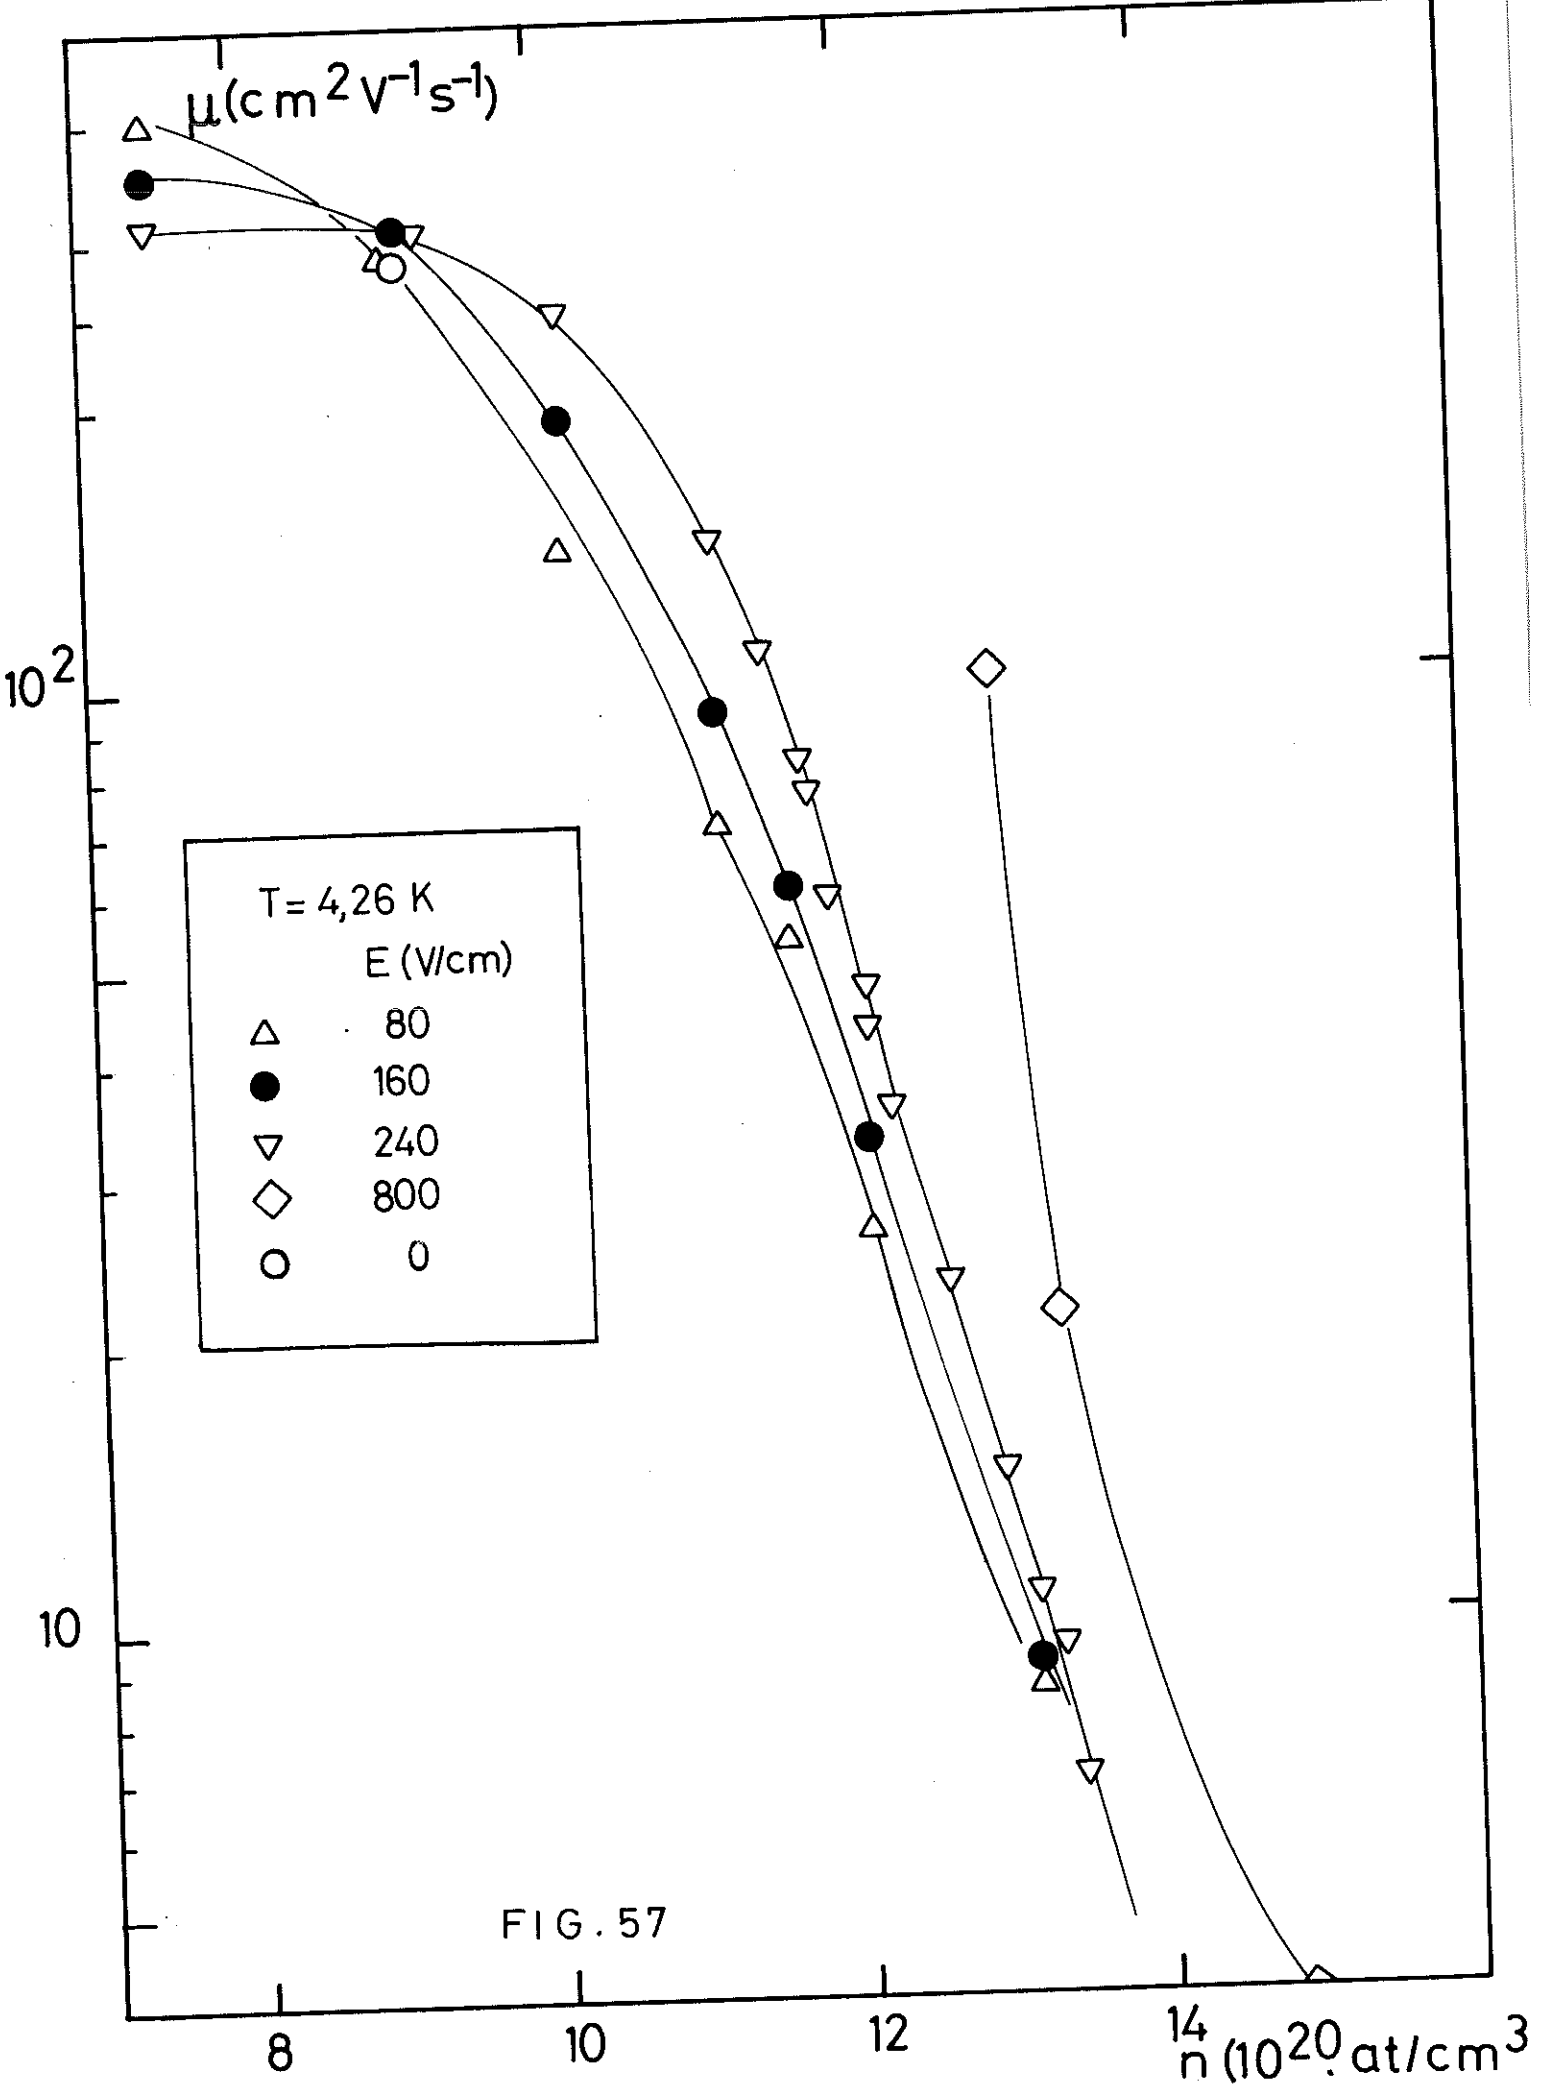 μ(cm²V⁻¹s⁻¹)
10²
T= 4,26 K
E (V/cm)
△ 80
● 160
▽ 240
◇ 800
○ 0
10
FIG. 57
8 10 12 14
n (10²⁰ at/cm³